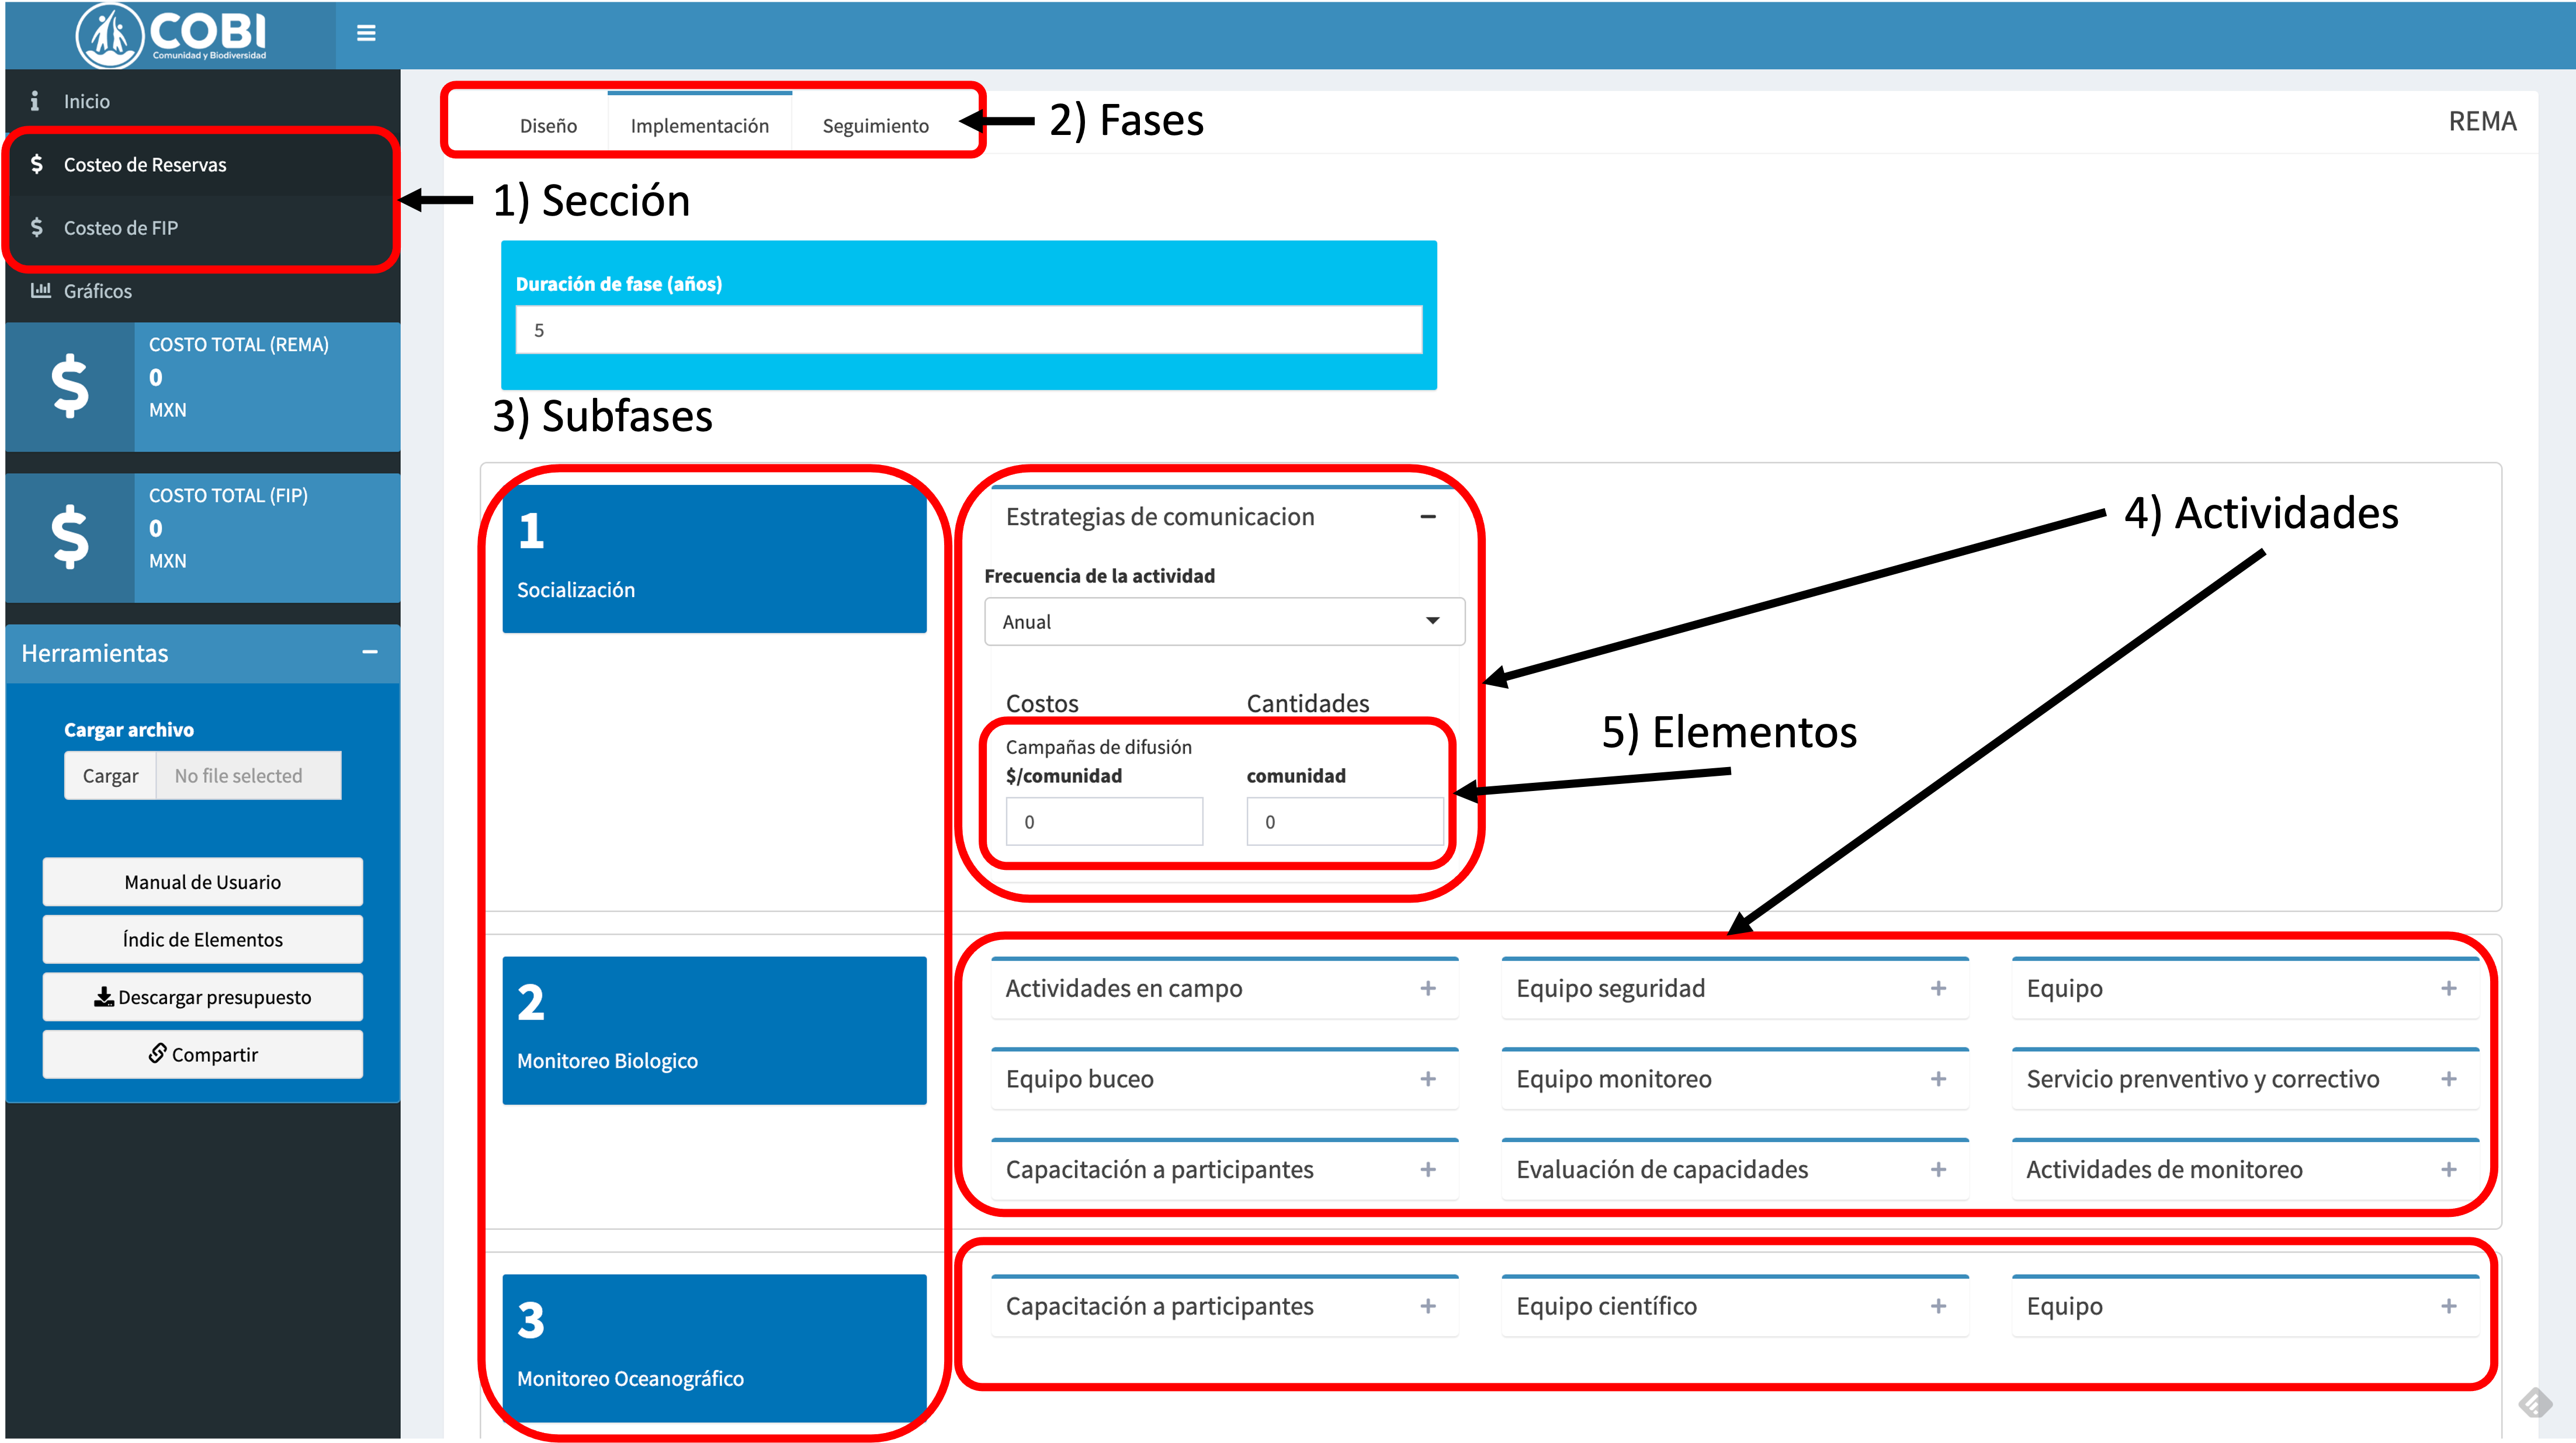 COBI
Comunidad y Biodiversidad
Inicio
Costeo de Reservas
Costeo de FIP
Gráficos
COSTO TOTAL (REMA)
0
MXN
COSTO TOTAL (FIP)
0
MXN
Herramientas
Cargar archivo
Cargar No file selected
Manual de Usuario
Índic de Elementos
Descargar presupuesto
Compartir
Diseño Implementación Seguimiento
2) Fases
REMA
1) Sección
Duración de fase (años)
5
3) Subfases
1
Socialización
Estrategias de comunicacion
Frecuencia de la actividad
Anual
Costos Cantidades
Campañas de difusión
$/comunidad comunidad
0 0
4) Actividades
5) Elementos
2
Monitoreo Biologico
Actividades en campo Equipo seguridad Equipo
Equipo buceo Equipo monitoreo Servicio prenventivo y correctivo
Capacitación a participantes Evaluación de capacidades Actividades de monitoreo
3
Monitoreo Oceanográfico
Capacitación a participantes Equipo científico Equipo